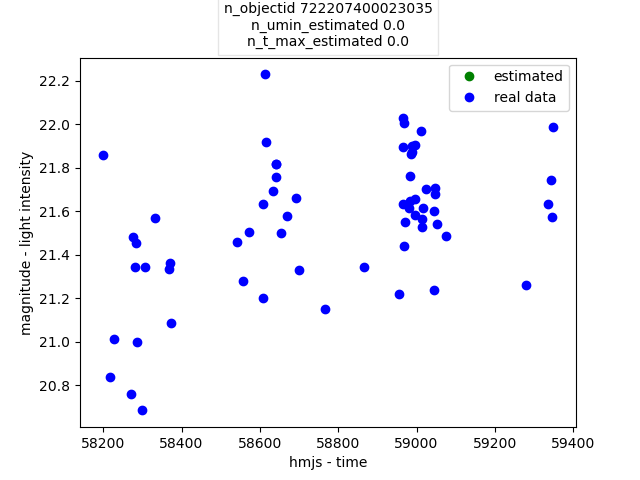 n_objectid 722207400023035
n_umin_estimated 0.0
n_t_max_estimated 0.0
estimated
real data
magnitude - light intensity
22.2
22.0
21.8
21.6
21.4
21.2
21.0
20.8
58200 58400 58600 58800 59000 59200 59400
hmjs - time